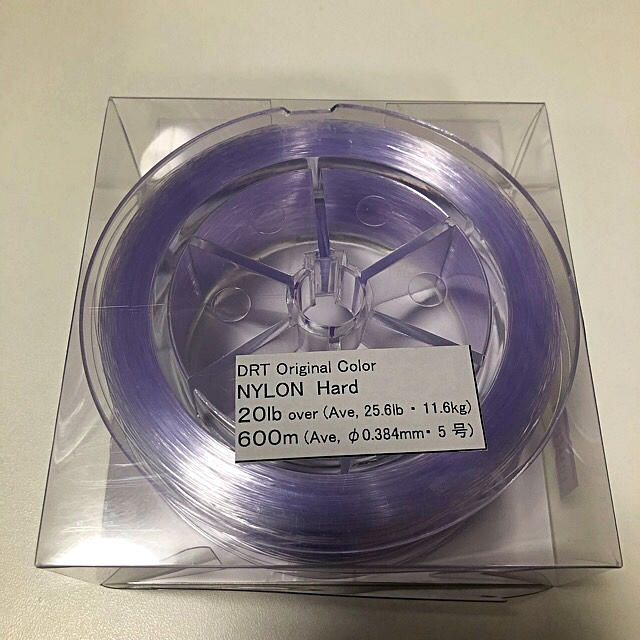 DRT Original Color
NYLON Hard
20lb over (Ave, 25.6lb・11.6kg)
600m (Ave, φ0.384mm・5 号)